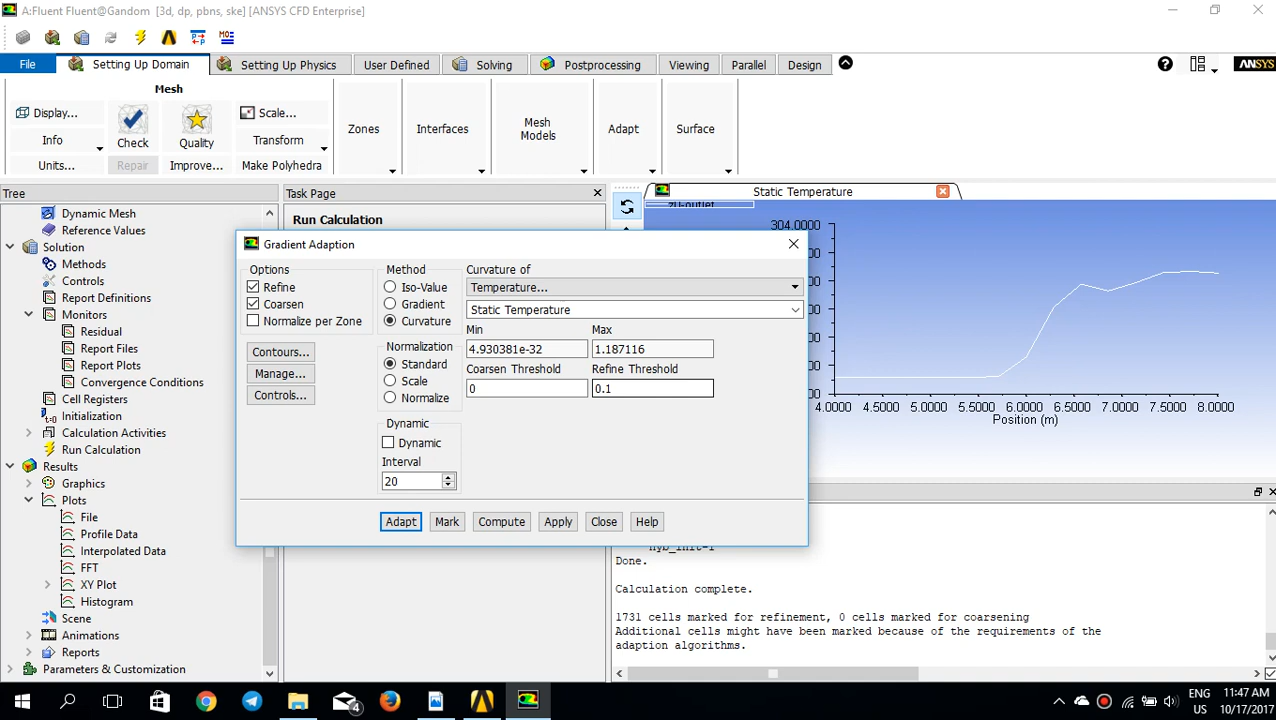 A:Fluent Fluent@Gandom [3d, dp, pbns, ske] [ANSYS CFD Enterprise]
File
Setting Up Domain
Setting Up Physics
User Defined
Solving
Postprocessing
Viewing
Parallel
Design
ANSYS
Mesh
Display...
Info
Units...
Check
Repair
Quality
Improve...
Scale...
Transform
Make Polyhedra
Zones
Interfaces
Mesh
Models
Adapt
Surface
Tree
Dynamic Mesh
Reference Values
Solution
Methods
Controls
Report Definitions
Monitors
Residual
Report Files
Report Plots
Convergence Conditions
Cell Registers
Initialization
Calculation Activities
Run Calculation
Results
Graphics
Plots
File
Profile Data
Interpolated Data
FFT
XY Plot
Histogram
Scene
Animations
Reports
Parameters & Customization
Task Page
Run Calculation
Gradient Adaption
Options
Refine
Coarsen
Normalize per Zone
Contours...
Manage...
Controls...
Method
Iso-Value
Gradient
Curvature
Normalization
Standard
Scale
Normalize
Dynamic
Dynamic
Interval
20
Curvature of
Temperature...
Static Temperature
Min
Max
4.930381e-32
1.187116
Coarsen Threshold
Refine Threshold
0
0.1
Adapt
Mark
Compute
Apply
Close
Help
Static Temperature
304.0000
4.0000 4.5000 5.0000 5.5000 6.0000 6.5000 7.0000 7.5000 8.0000
Position (m)
Done.
Calculation complete.
1731 cells marked for refinement, 0 cells marked for coarsening
Additional cells might have been marked because of the requirements of the
adaption algorithms.
4
ENG
US
11:47 AM
10/17/2017